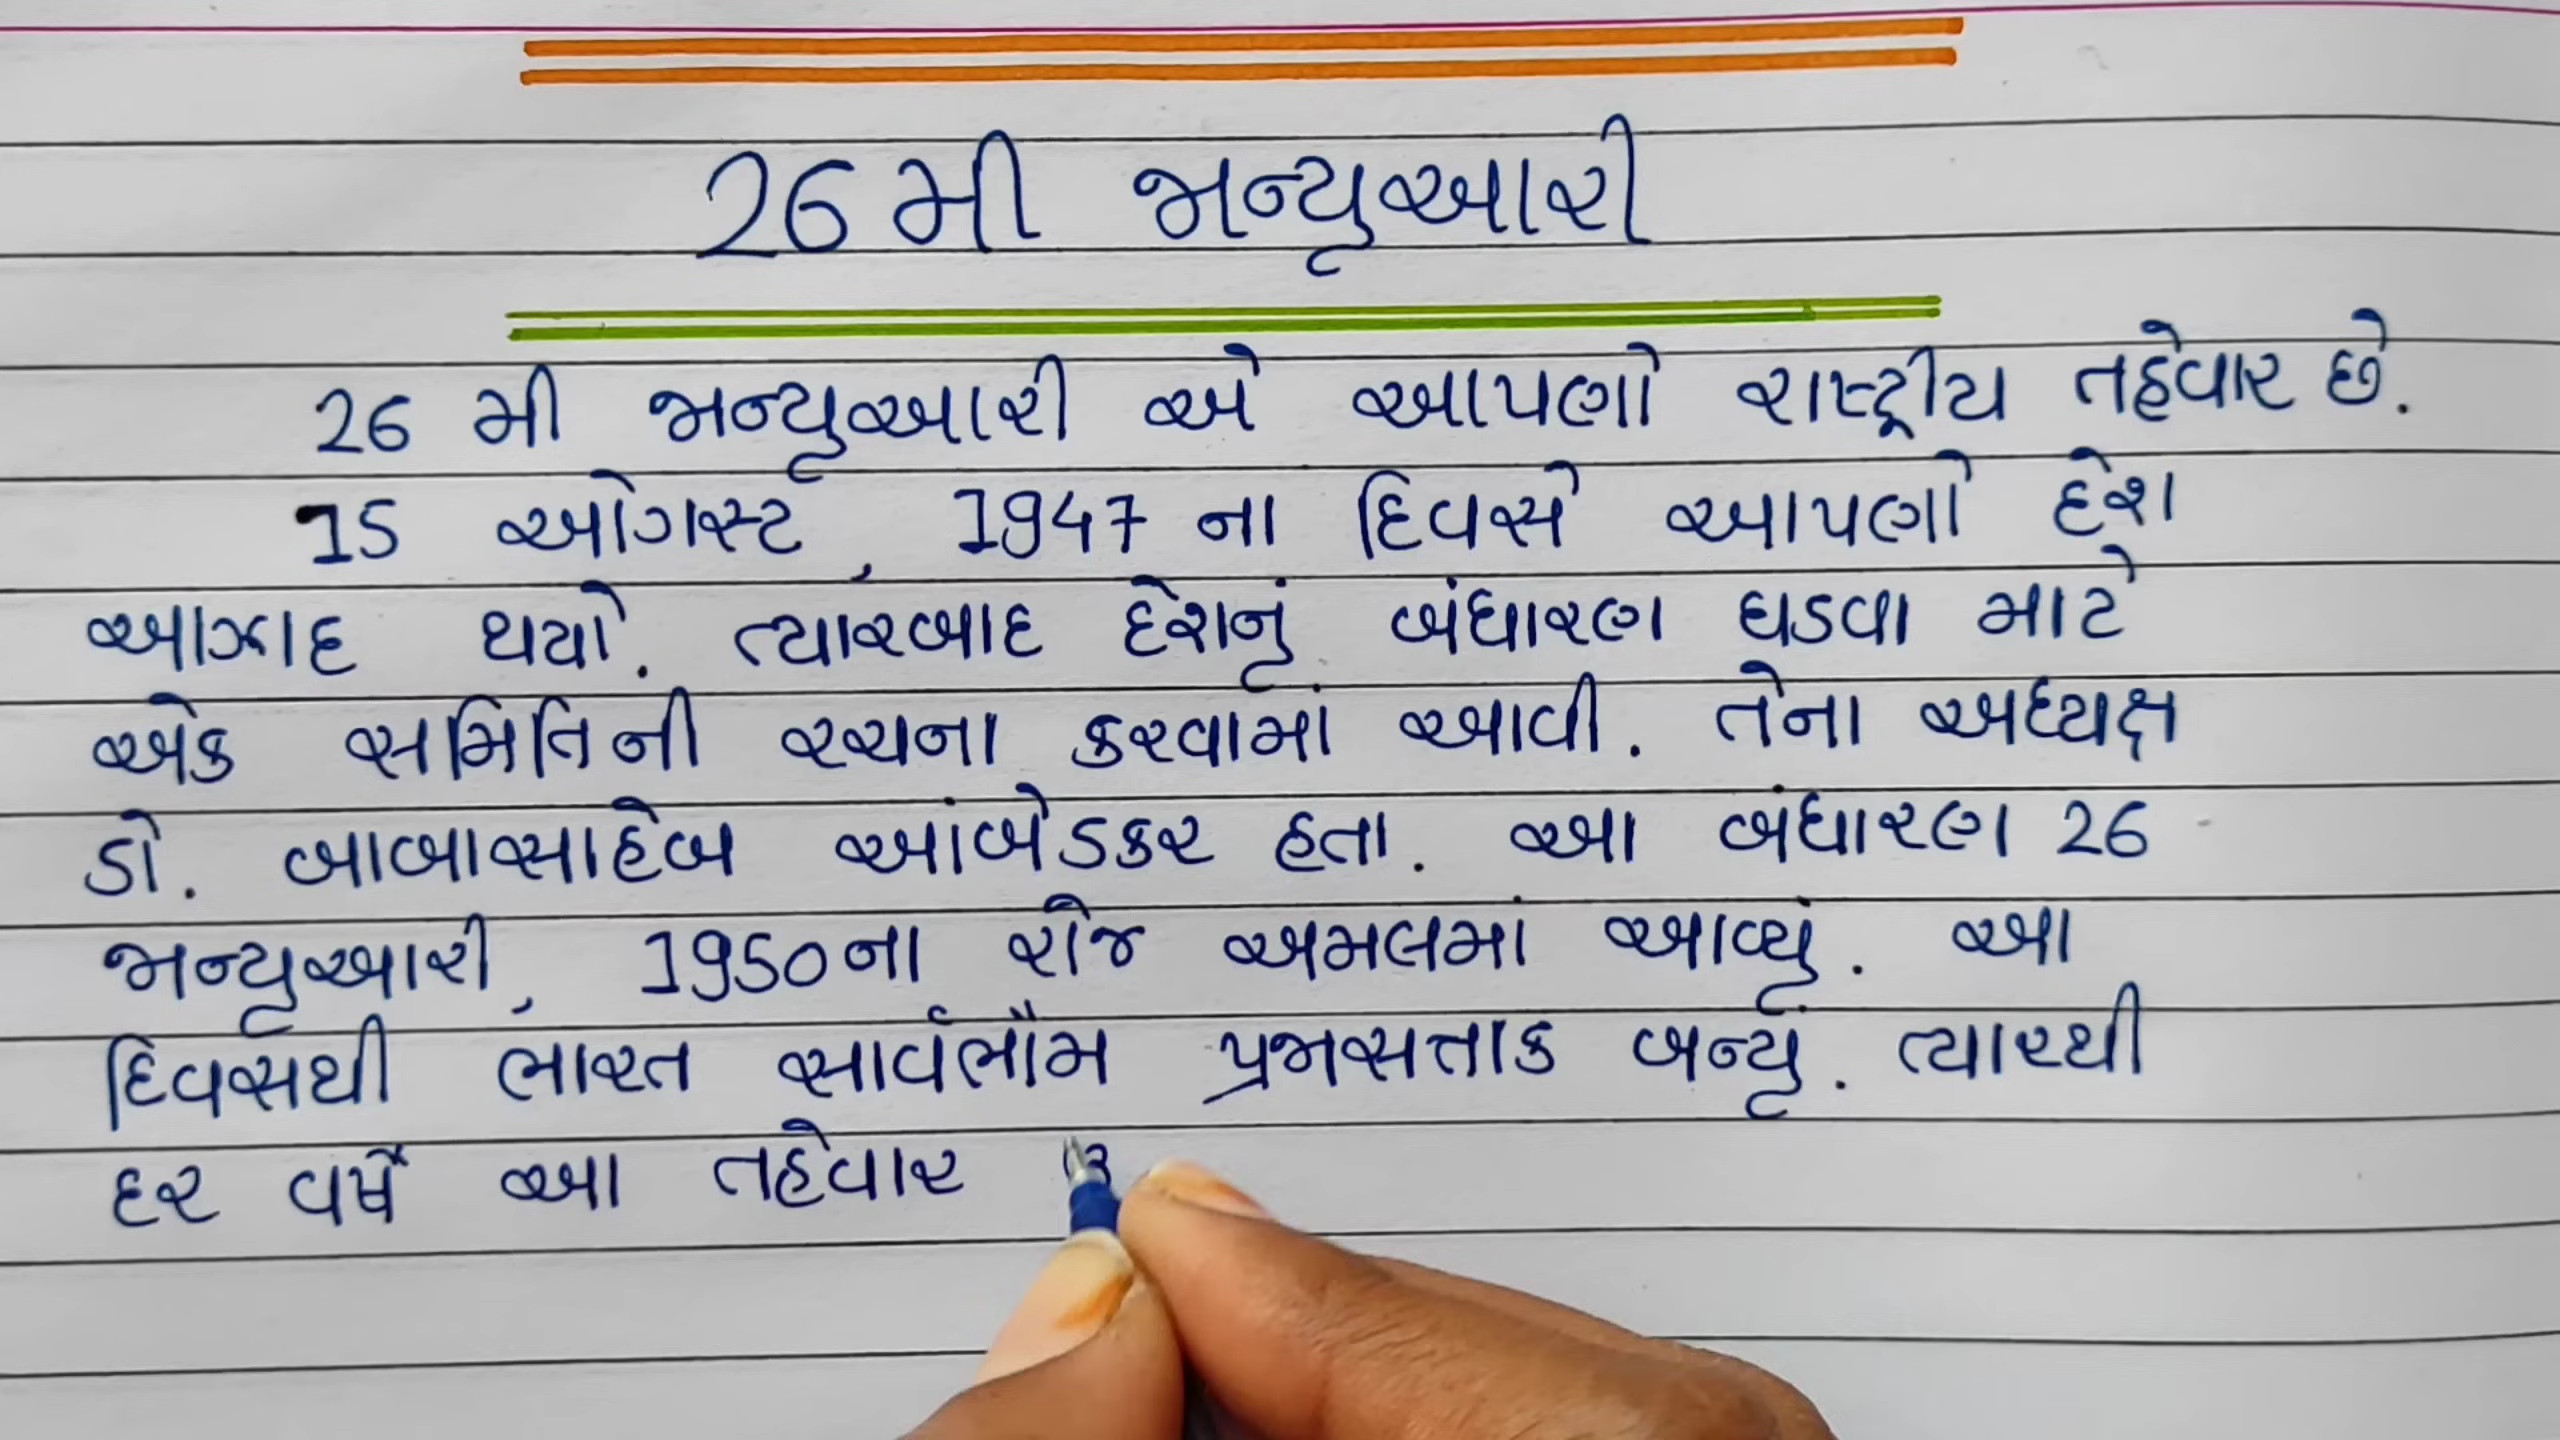 26મી જાન્યુઆરી
26 મી જાન્યુઆરી એ આપણો રાષ્ટ્રીય તહેવાર છે.
15 ઓગસ્ટ, 1947 ના દિવસે આપણો દેશ
આઝાદ થયો. ત્યારબાદ દેશનું બંધારણ ઘડવા માટે
એક સમિતિની રચના કરવામાં આવી. તેના અધ્યક્ષ
ડો. બાબાસાહેબ આંબેડકર હતા. આ બંધારણ 26
જાન્યુઆરી, 1950ના રોજ અમલમાં આવ્યું. આ
દિવસથી ભારત સાર્વભૌમ પ્રજાસત્તાક બન્યું. ત્યારથી
દર વર્ષે આ તહેવાર